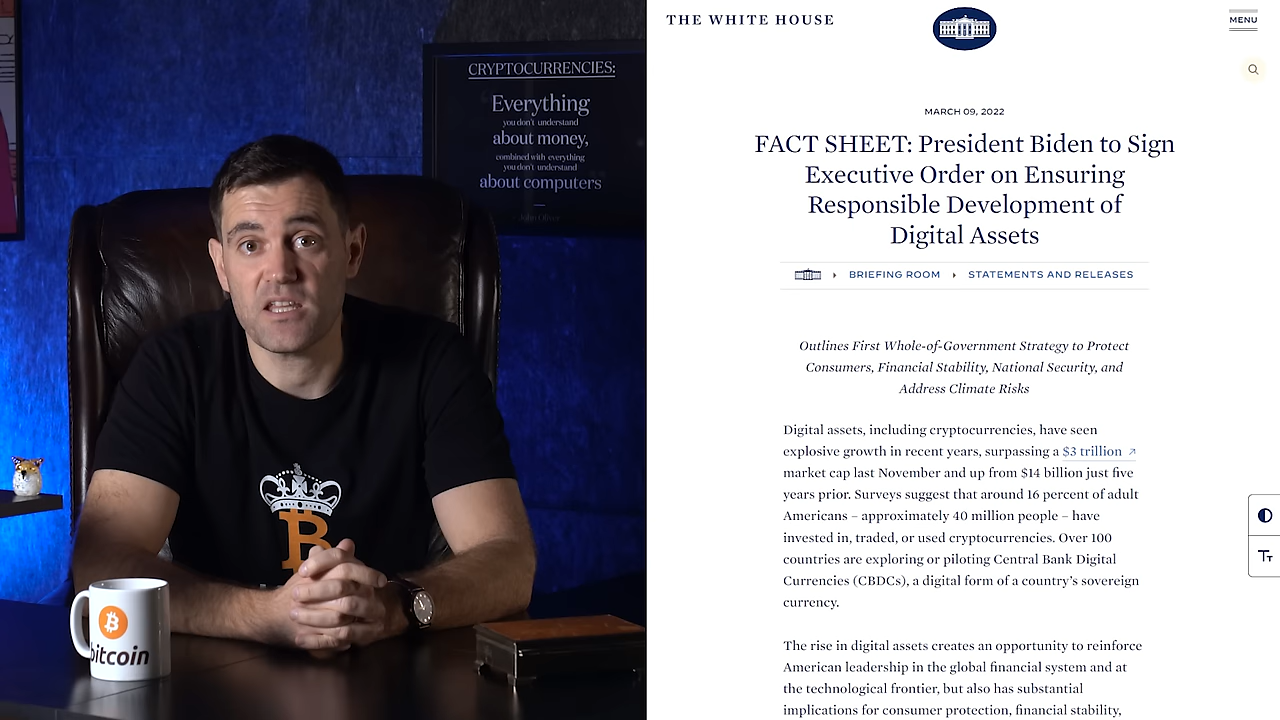 CRYPTOCURRENCIES:
Everything
you don't understand
about money,
combined with everything
you don't understand
about computers
- John Oliver
B
bitcoin
THE WHITE HOUSE
MENU
MARCH 09, 2022
FACT SHEET: President Biden to Sign
Executive Order on Ensuring
Responsible Development of
Digital Assets
BRIEFING ROOM
STATEMENTS AND RELEASES
Outlines First Whole-of-Government Strategy to Protect
Consumers, Financial Stability, National Security, and
Address Climate Risks
Digital assets, including cryptocurrencies, have seen
explosive growth in recent years, surpassing a $3 trillion ↗
market cap last November and up from $14 billion just five
years prior. Surveys suggest that around 16 percent of adult
Americans – approximately 40 million people – have
invested in, traded, or used cryptocurrencies. Over 100
countries are exploring or piloting Central Bank Digital
Currencies (CBDCs), a digital form of a country's sovereign
currency.
The rise in digital assets creates an opportunity to reinforce
American leadership in the global financial system and at
the technological frontier, but also has substantial
implications for consumer protection, financial stability,
TT